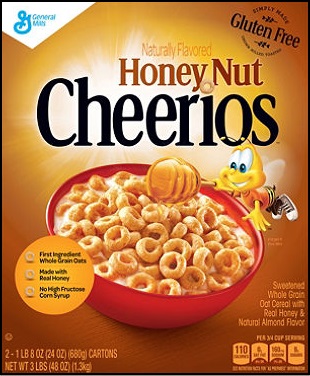 General
Mills
SIMPLY MADE
Gluten Free
Naturally Flavored
Honey Nut
Cheerios
First Ingredient
Whole Grain Oats
Made with
Real Honey
No High Fructose
Corn Syrup
Sweetened
Whole Grain
Oat Cereal with
Real Honey &
Natural Almond Flavor
PER 3/4 CUP SERVING
110
CALORIES
2 - 1 LB 8 OZ (24 OZ) (680g) CARTONS
NET WT 3 LBS (48 OZ) (1.3kg)